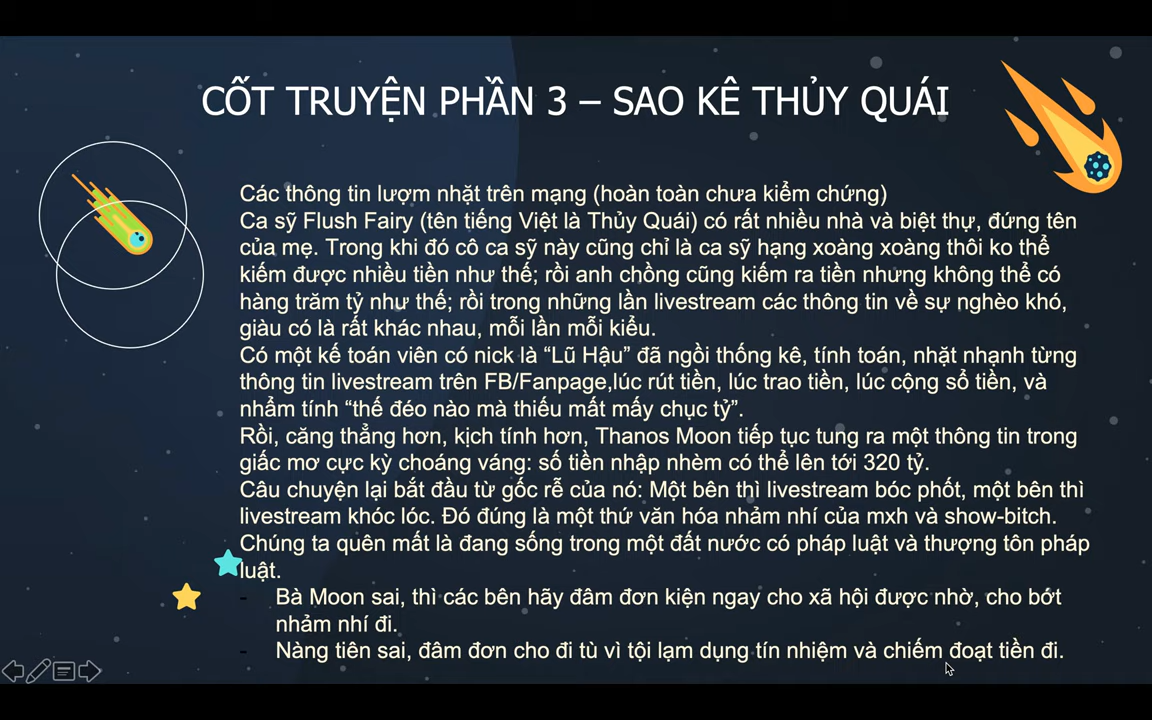 CỐT TRUYỆN PHẦN 3 – SAO KÊ THỦY QUÁI
Các thông tin lượm nhặt trên mạng (hoàn toàn chưa kiểm chứng)
Ca sỹ Flush Fairy (tên tiếng Việt là Thủy Quái) có rất nhiều nhà và biệt thự, đứng tên
của mẹ. Trong khi đó cô ca sỹ này cũng chỉ là ca sỹ hạng xoàng xoàng thôi ko thể
kiếm được nhiều tiền như thế; rồi anh chồng cũng kiếm ra tiền nhưng không thể có
hàng trăm tỷ như thế; rồi trong những lần livestream các thông tin về sự nghèo khó,
giàu có là rất khác nhau, mỗi lần mỗi kiểu.
Có một kế toán viên có nick là “Lũ Hậu” đã ngồi thống kê, tính toán, nhặt nhạnh từng
thông tin livestream trên FB/Fanpage,lúc rút tiền, lúc trao tiền, lúc cộng sổ tiền, và
nhẩm tính “thế đéo nào mà thiếu mất mấy chục tỷ”.
Rồi, căng thẳng hơn, kịch tính hơn, Thanos Moon tiếp tục tung ra một thông tin trong
giấc mơ cực kỳ choáng váng: số tiền nhập nhèm có thể lên tới 320 tỷ.
Câu chuyện lại bắt đầu từ gốc rễ của nó: Một bên thì livestream bóc phốt, một bên thì
livestream khóc lóc. Đó đúng là một thứ văn hóa nhảm nhí của mxh và show-bitch.
Chúng ta quên mất là đang sống trong một đất nước có pháp luật và thượng tôn pháp
luật.
- Bà Moon sai, thì các bên hãy đâm đơn kiện ngay cho xã hội được nhờ, cho bớt
nhảm nhí đi.
- Nàng tiên sai, đâm đơn cho đi tù vì tội lạm dụng tín nhiệm và chiếm đoạt tiền đi.